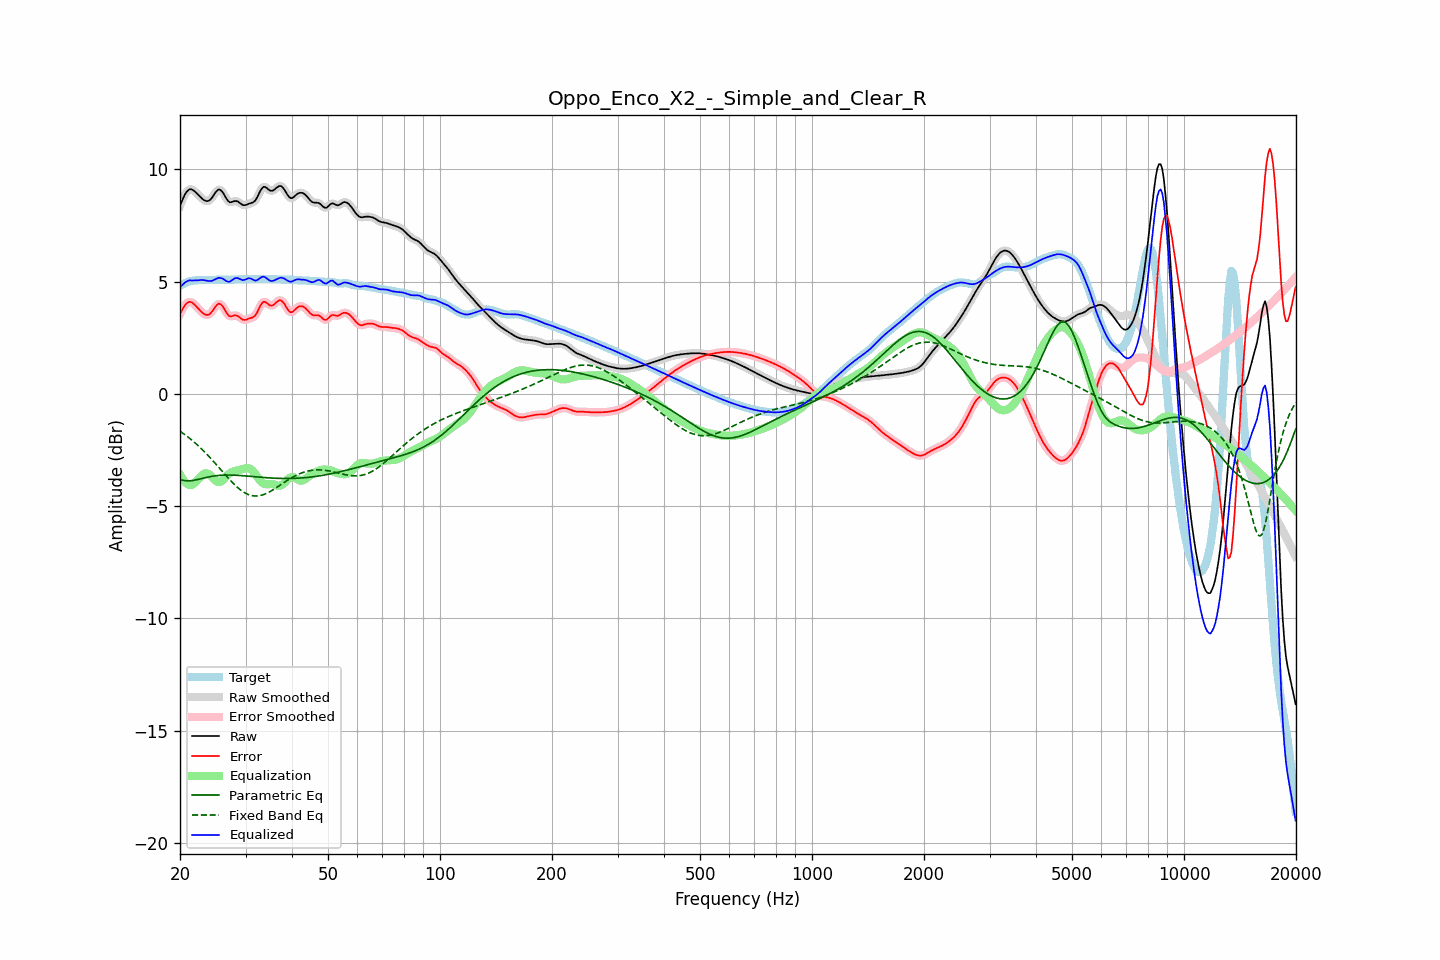 Oppo_Enco_X2_-_Simple_and_Clear_R
10
5
0
−5
−10
−15
−20
Amplitude (dBr)
Target
Raw Smoothed
Error Smoothed
Raw
Error
Equalization
Parametric Eq
Fixed Band Eq
Equalized
20
50
100
200
500
1000
2000
5000
10000
20000
Frequency (Hz)